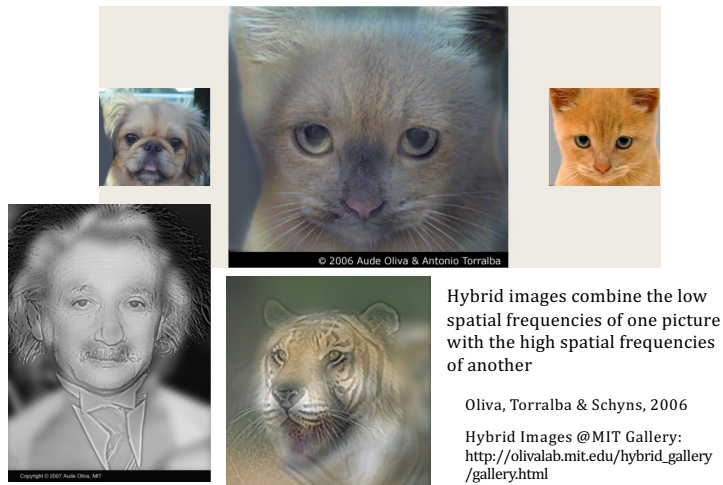 © 2006 Aude Oliva & Antonio Torralba
Hybrid images combine the low
spatial frequencies of one picture
with the high spatial frequencies
of another
Oliva, Torralba & Schyns, 2006
Hybrid Images @MIT Gallery:
http://olivalab.mit.edu/hybrid_gallery
/gallery.html
Copyright © 2007 Aude Oliva, MIT